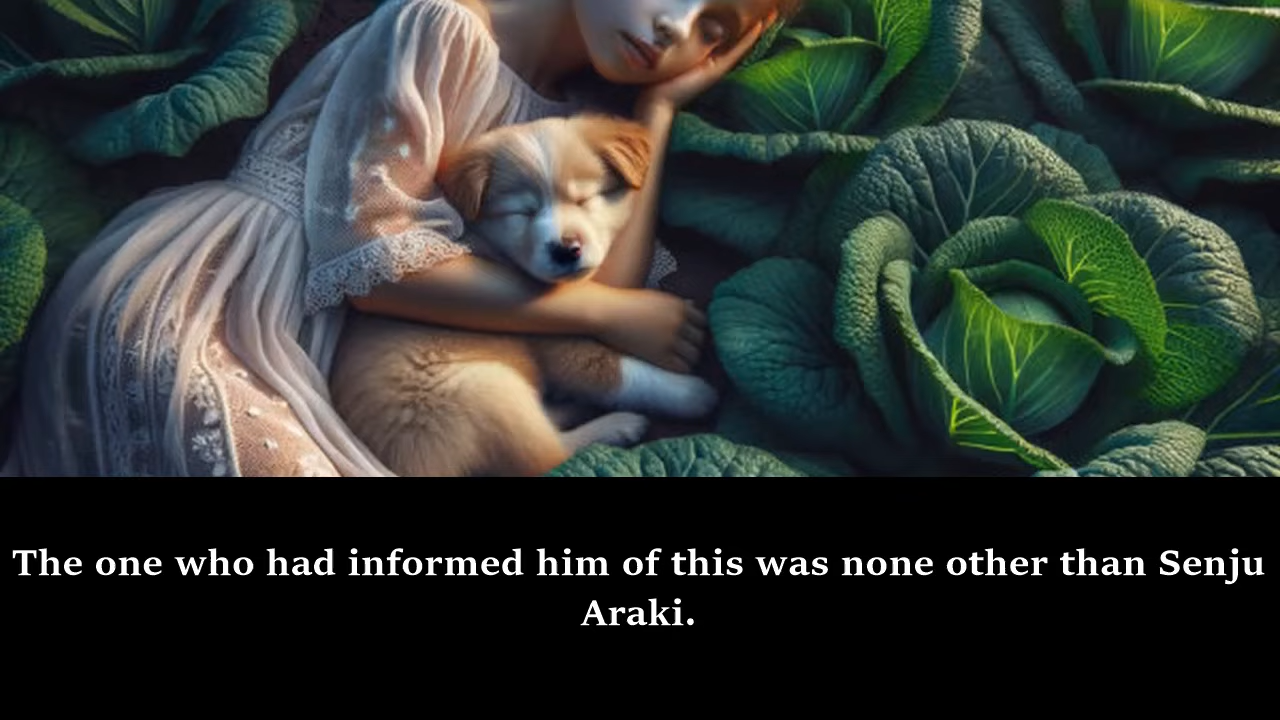 The one who had informed him of this was none other than Senju
Araki.